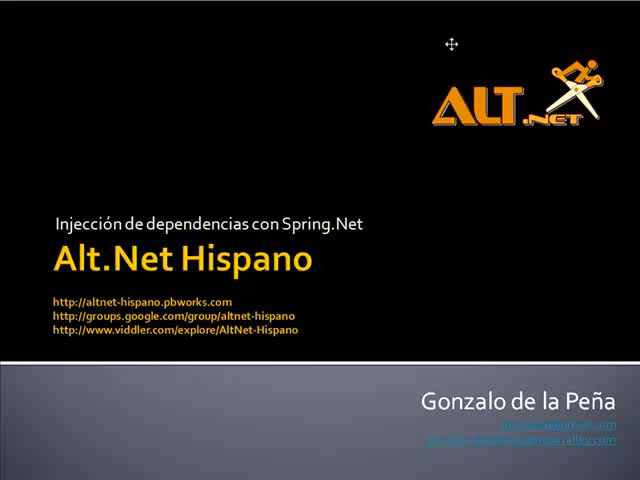 ALT.NET
Injección de dependencias con Spring.Net
Alt.Net Hispano
http://altnet-hispano.pbworks.com
http://groups.google.com/group/altnet-hispano
http://www.viddler.com/explore/AltNet-Hispano
Gonzalo de la Peña